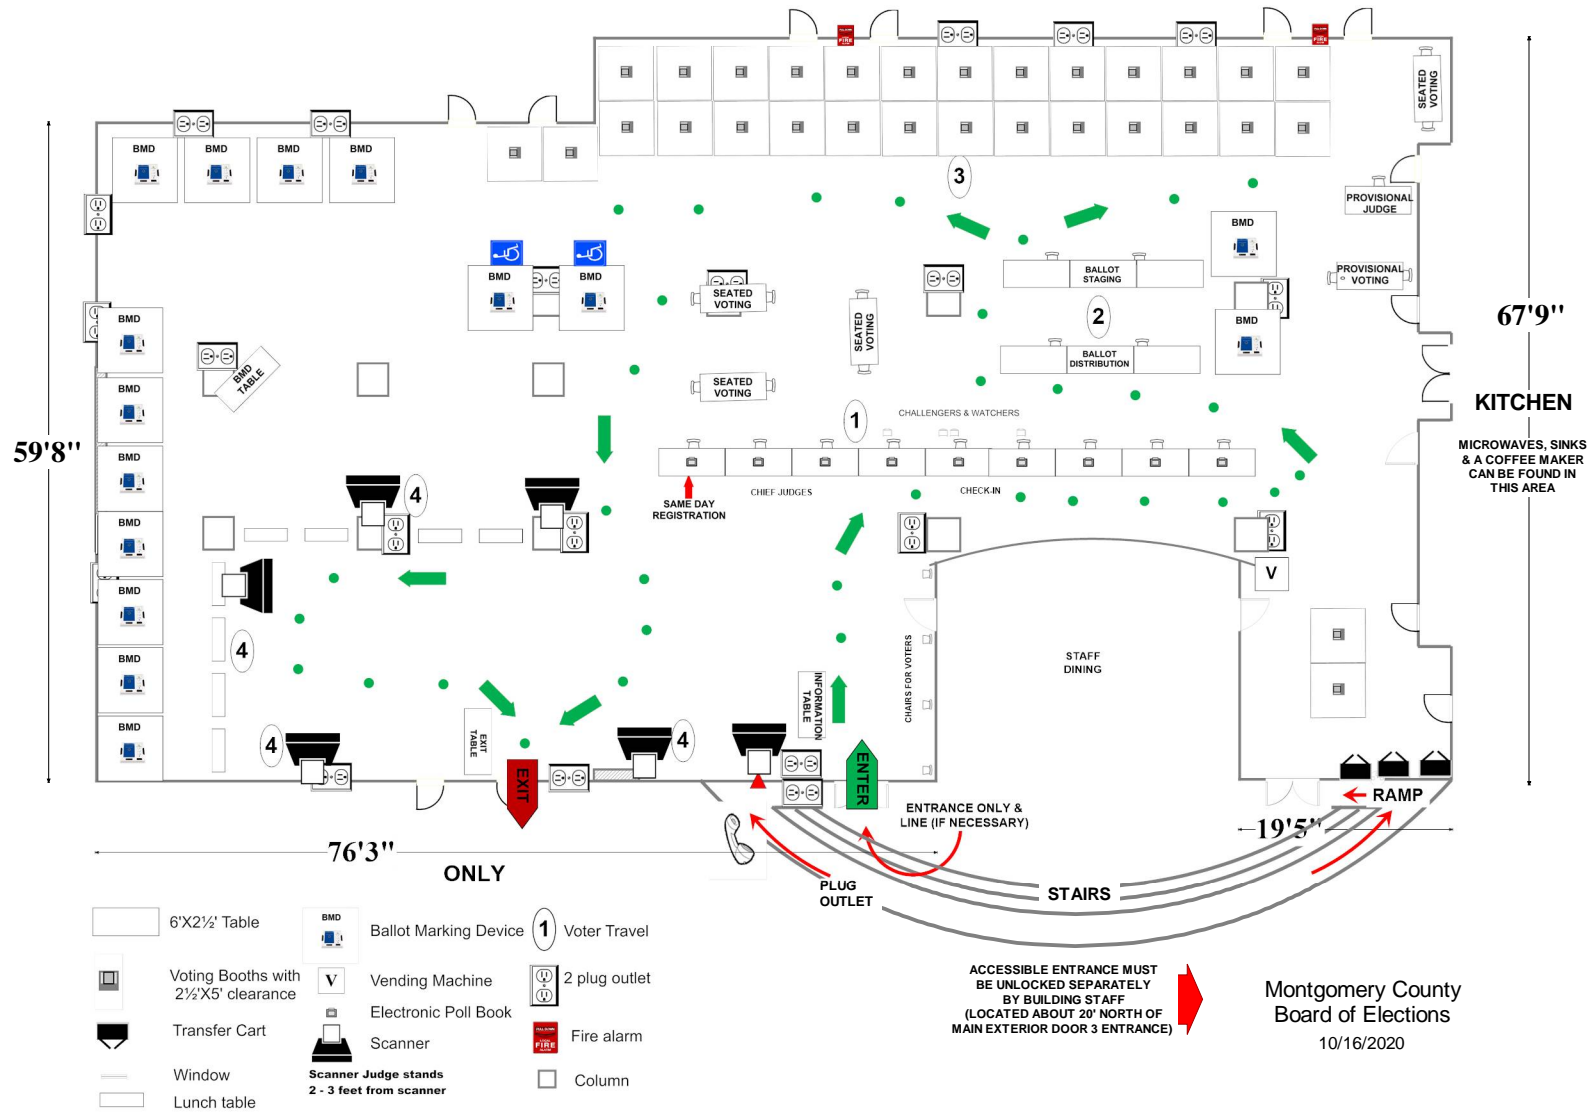 SEATED
VOTING
BMD
BMD
BMD
BMD
3
PROVISIONAL
JUDGE
BMD
BMD
BMD
BALLOT
STAGING
PROVISIONAL
VOTING
SEATED
VOTING
SEATED
VOTING
2
67'9"
BMD
BMD
BALLOT
DISTRIBUTION
BMD
TABLE
SEATED
VOTING
BMD
KITCHEN
1
CHALLENGERS & WATCHERS
59'8"
BMD
MICROWAVES, SINKS
& A COFFEE MAKER
CAN BE FOUND IN
THIS AREA
CHIEF JUDGES
CHECK-IN
SAME DAY
REGISTRATION
4
BMD
V
BMD
4
CHAIRS FOR VOTERS
STAFF
DINING
BMD
INFORMATION
TABLE
BMD
EXIT
TABLE
4
4
EXIT
ENTER
RAMP
ENTRANCE ONLY &
LINE (IF NECESSARY)
19'5"
76'3"
ONLY
PLUG
OUTLET
STAIRS
6'X2½' Table
BMD
Ballot Marking Device
1
Voter Travel
Voting Booths with
2½'X5' clearance
V
Vending Machine
2 plug outlet
Electronic Poll Book
Transfer Cart
Scanner
FIRE
Fire alarm
Window
Scanner Judge stands
2 - 3 feet from scanner
Column
Lunch table
ACCESSIBLE ENTRANCE MUST
BE UNLOCKED SEPARATELY
BY BUILDING STAFF
(LOCATED ABOUT 20' NORTH OF
MAIN EXTERIOR DOOR 3 ENTRANCE)
Montgomery County
Board of Elections
10/16/2020